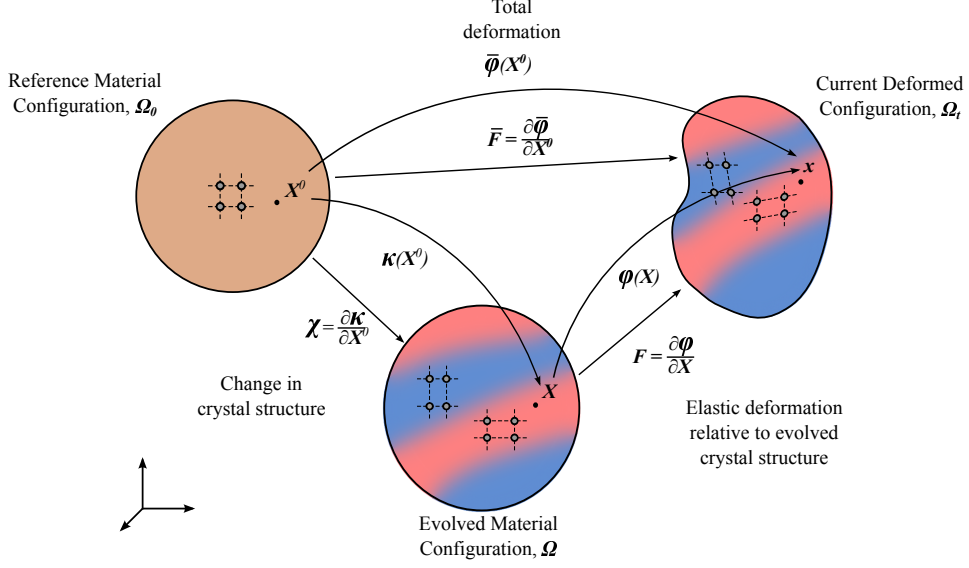 Total
deformation
φ̄(X⁰)
Reference Material
Configuration, Ω₀
Current Deformed
Configuration, Ωₜ
F̄ = ∂φ̄/∂X⁰
X⁰
x
κ(X⁰)
φ(X)
χ = ∂κ/∂X⁰
F = ∂φ/∂X
Change in
crystal structure
X
Elastic deformation
relative to evolved
crystal structure
Evolved Material
Configuration, Ω